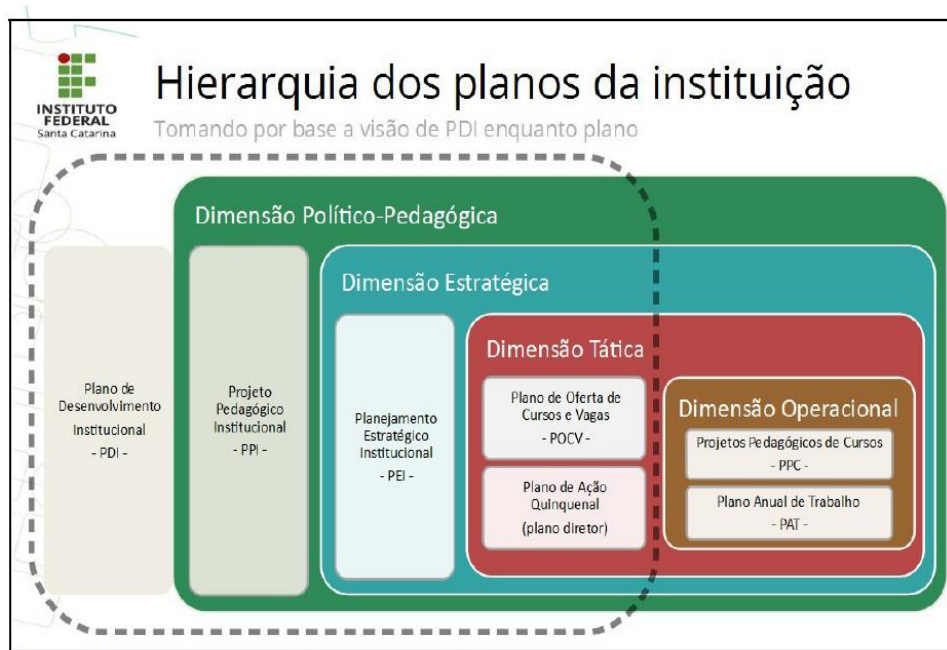 INSTITUTO
FEDERAL
Santa Catarina
Hierarquia dos planos da instituição
Tomando por base a visão de PDI enquanto plano
Dimensão Político-Pedagógica
Dimensão Estratégica
Dimensão Tática
Dimensão Operacional
Plano de
Desenvolvimento
Institucional
- PDI -
Projeto
Pedagógico
Institucional
- PPI -
Planejamento
Estratégico
Institucional
- PEI -
Plano de Oferta de
Cursos e Vagas
- POCV -
Plano de Ação
Quinquenal
(plano diretor)
Projetos Pedagógicos de Cursos
- PPC -
Plano Anual de Trabalho
- PAT -